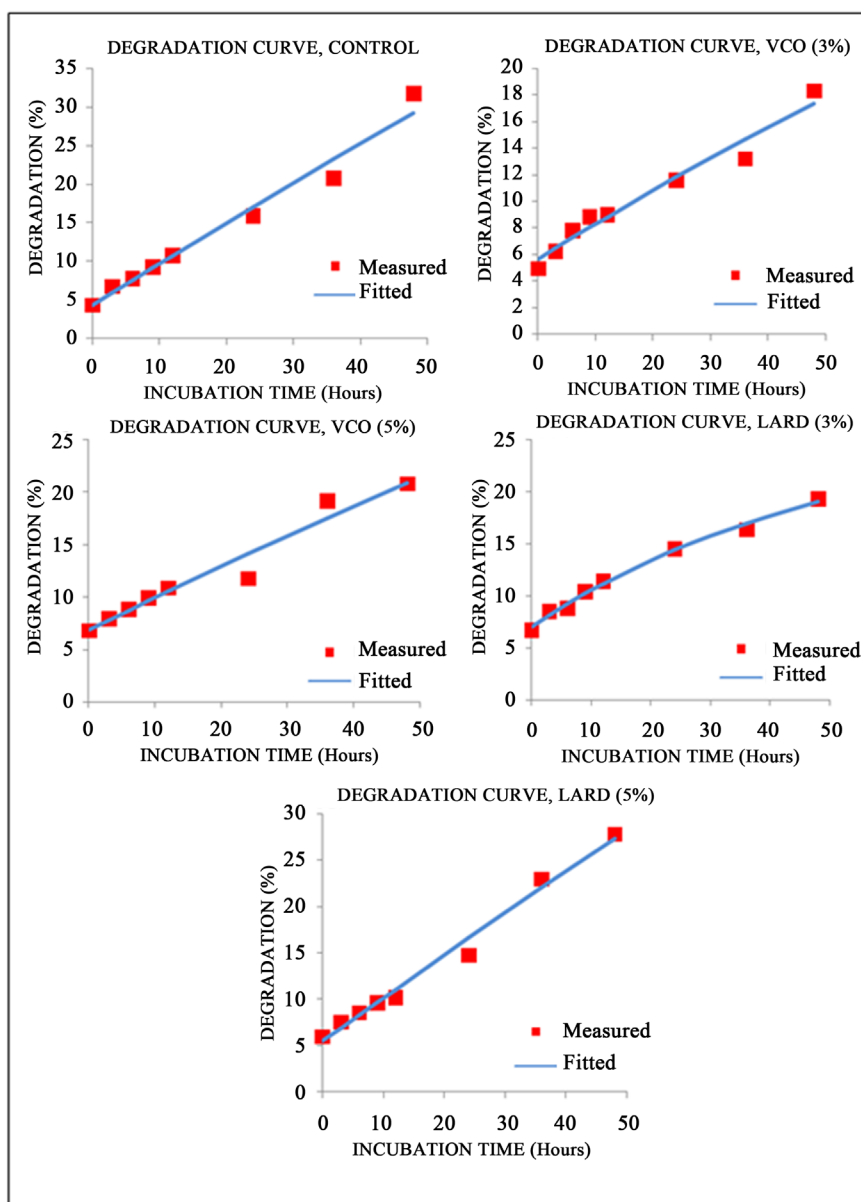 DEGRADATION CURVE, CONTROL
35
30
25
20
15
10
5
0
DEGRADATION (%)
Measured
Fitted
0 10 20 30 40 50
INCUBATION TIME (Hours)
DEGRADATION CURVE, VCO (3%)
20
18
16
14
12
10
8
6
4
2
0
DEGRADATION (%)
Measured
Fitted
0 10 20 30 40 50
INCUBATION TIME (Hours)
DEGRADATION CURVE, VCO (5%)
25
20
15
10
5
0
DEGRADATION (%)
Measured
Fitted
0 10 20 30 40 50
INCUBATION TIME (Hours)
DEGRADATION CURVE, LARD (3%)
25
20
15
10
5
0
DEGRADATION (%)
Measured
Fitted
0 10 20 30 40 50
INCUBATION TIME (Hours)
DEGRADATION CURVE, LARD (5%)
30
25
20
15
10
5
0
DEGRADATION (%)
Measured
Fitted
0 10 20 30 40 50
INCUBATION TIME (Hours)